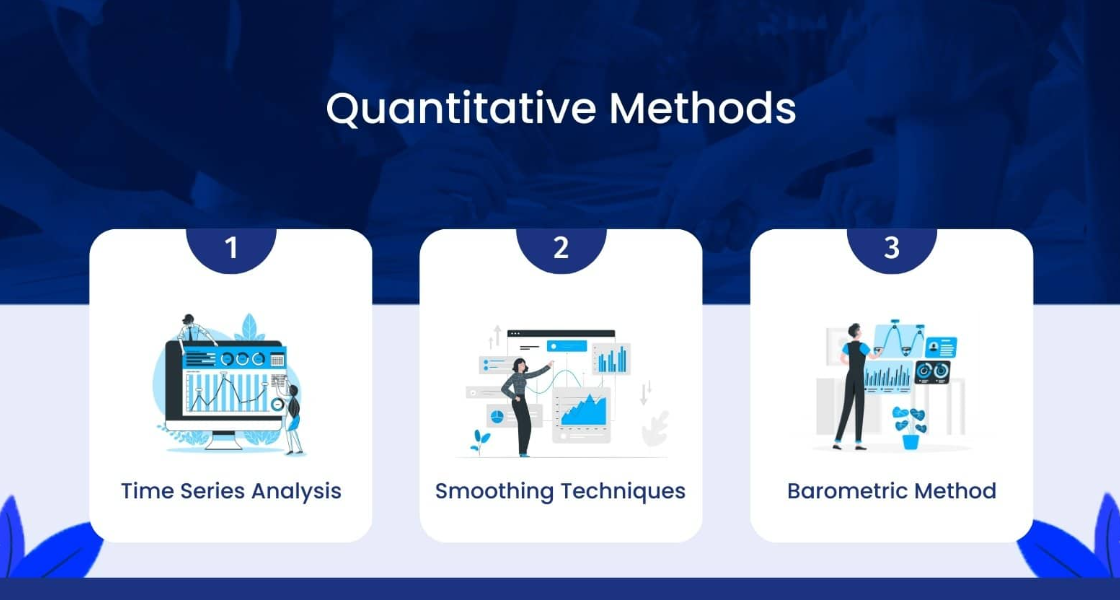 Quantitative Methods
1
2
3
Time Series Analysis
Smoothing Techniques
Barometric Method